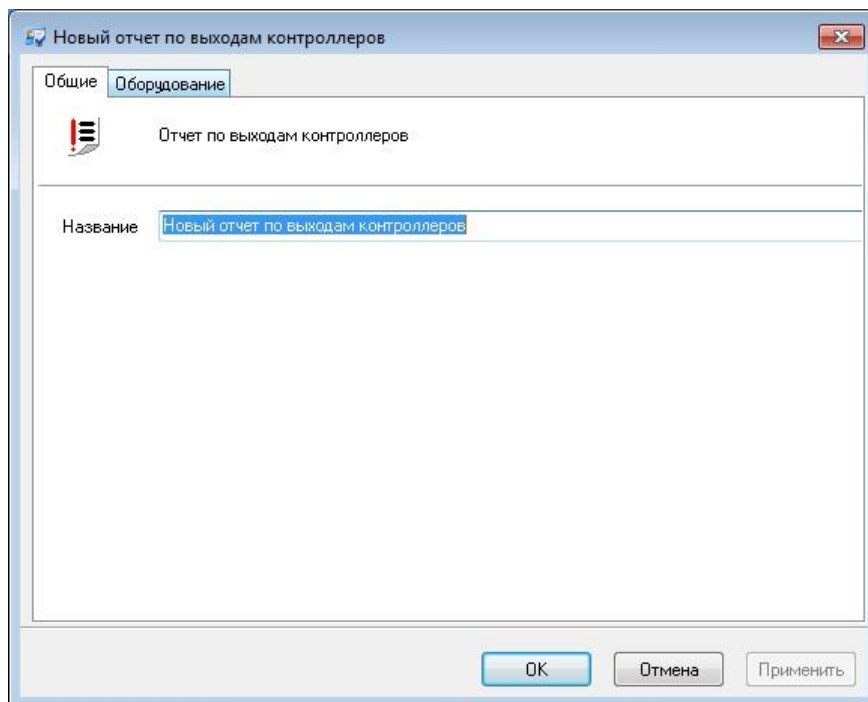 Новый отчет по выходам контроллеров
Общие Оборудование
Отчет по выходам контроллеров
Название Новый отчет по выходам контроллеров
OK Отмена Применить